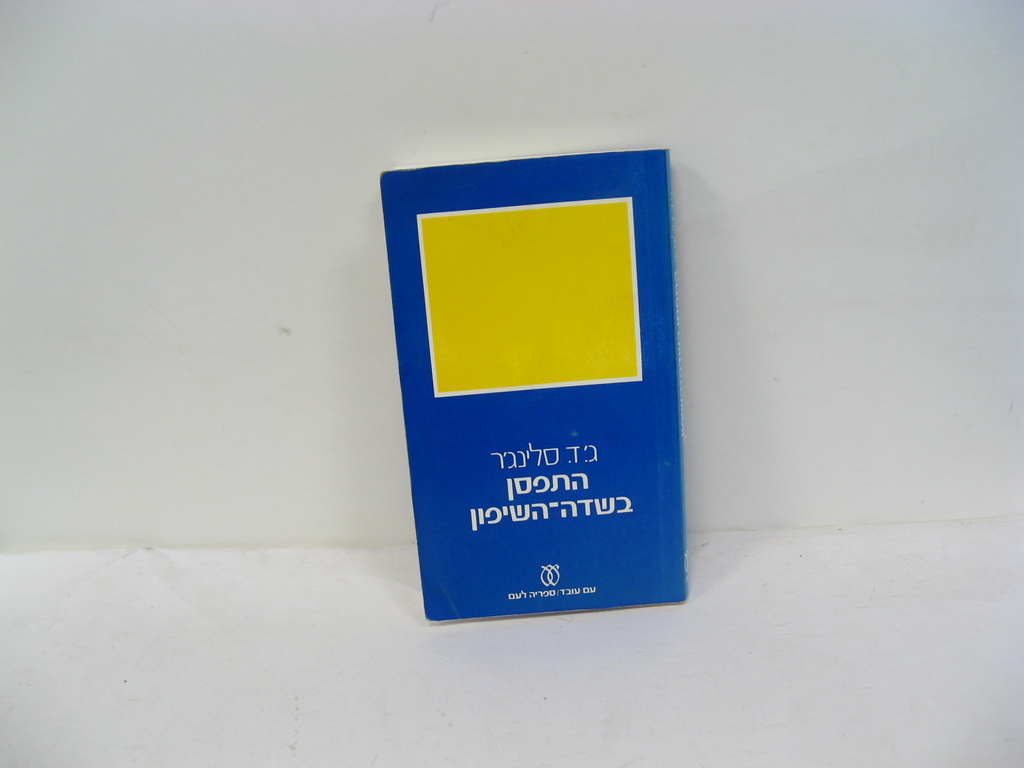 ג'.ד. סלינג'ר
התפסן
בשדה-השיפון
עם עובד/ספריה לעם